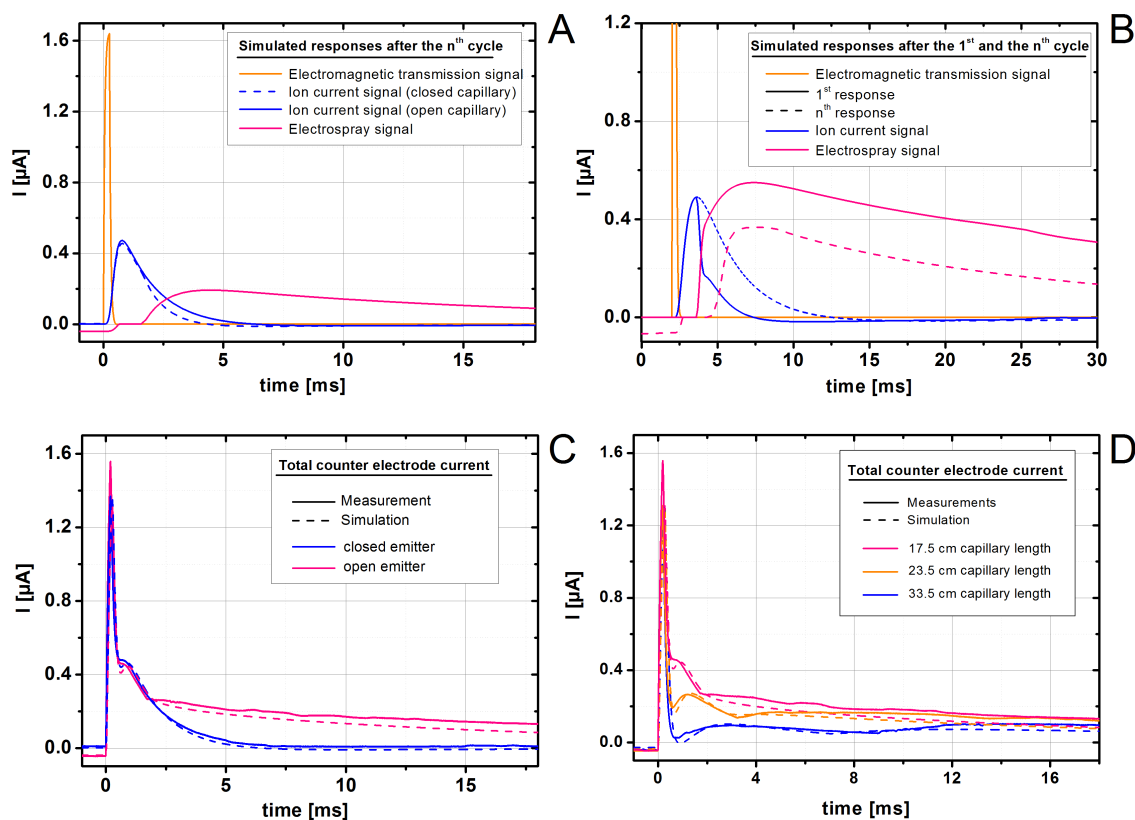 A
Simulated responses after the nth cycle
Electromagnetic transmission signal
Ion current signal (closed capillary)
Ion current signal (open capillary)
Electrospray signal
I [µA]
1.6
1.2
0.8
0.4
0.0
0 5 10 15
time [ms]
B
Simulated responses after the 1st and the nth cycle
Electromagnetic transmission signal
1st response
nth response
Ion current signal
Electrospray signal
I [µA]
1.2
0.8
0.4
0.0
0 5 10 15 20 25 30
time [ms]
C
Total counter electrode current
Measurement
Simulation
closed emitter
open emitter
I [µA]
1.6
1.2
0.8
0.4
0.0
0 5 10 15
time [ms]
D
Total counter electrode current
Measurements
Simulation
17.5 cm capillary length
23.5 cm capillary length
33.5 cm capillary length
I [µA]
1.6
1.2
0.8
0.4
0.0
0 4 8 12 16
time [ms]